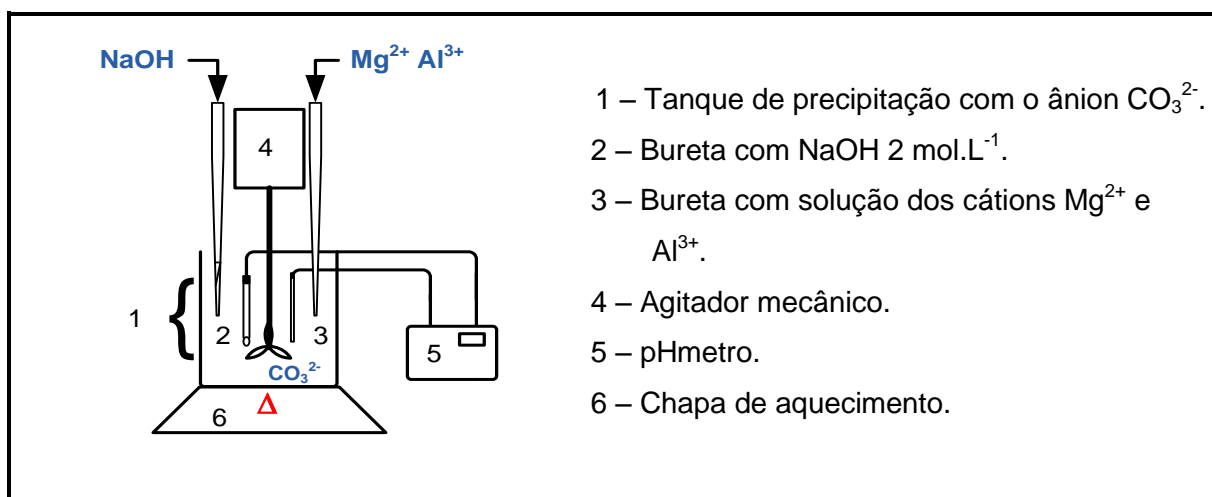 NaOH
Mg²⁺ Al³⁺
4
1
2
3
5
CO₃²⁻
Δ
6
1 – Tanque de precipitação com o ânion CO₃²⁻.
2 – Bureta com NaOH 2 mol.L⁻¹.
3 – Bureta com solução dos cátions Mg²⁺ e
Al³⁺.
4 – Agitador mecânico.
5 – pHmetro.
6 – Chapa de aquecimento.